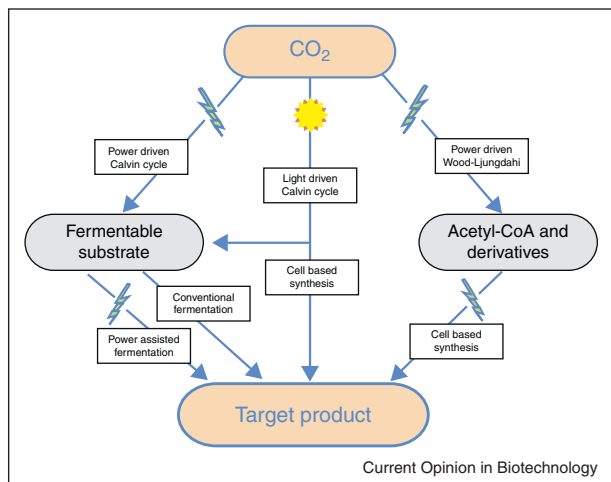 CO₂
Power driven
Calvin cycle
Light driven
Calvin cycle
Power driven
Wood-Ljungdahi
Fermentable
substrate
Acetyl-CoA and
derivatives
Cell based
synthesis
Conventional
fermentation
Power assisted
fermentation
Cell based
synthesis
Target product
Current Opinion in Biotechnology